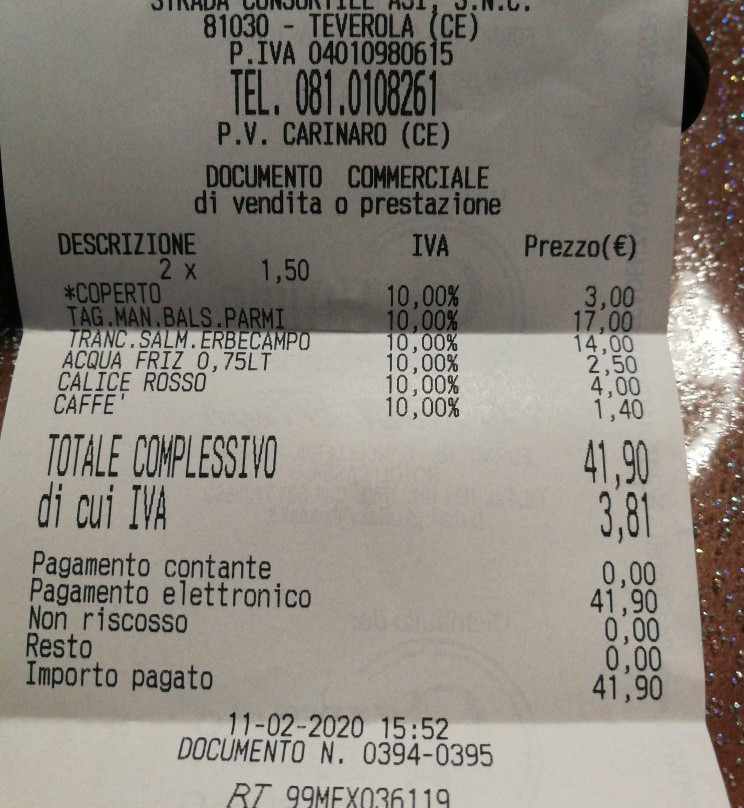 STRADA CONSORTILE ASI, S.N.C.
81030 - TEVEROLA (CE)
P.IVA 04010980615
TEL. 081.0108261
P.V. CARINARO (CE)
DOCUMENTO COMMERCIALE
di vendita o prestazione
DESCRIZIONE IVA Prezzo(€)
2 x 1,50
*COPERTO 10,00% 3,00
TAG.MAN.BALS.PARMI 10,00% 17,00
TRANC.SALM.ERBECAMPO 10,00% 14,00
ACQUA FRIZ 0,75LT 10,00% 2,50
CALICE ROSSO 10,00% 4,00
CAFFE' 10,00% 1,40
TOTALE COMPLESSIVO 41,90
di cui IVA 3,81
Pagamento contante 0,00
Pagamento elettronico 41,90
Non riscosso 0,00
Resto 0,00
Importo pagato 41,90
11-02-2020 15:52
DOCUMENTO N. 0394-0395
RT 99MEX036119